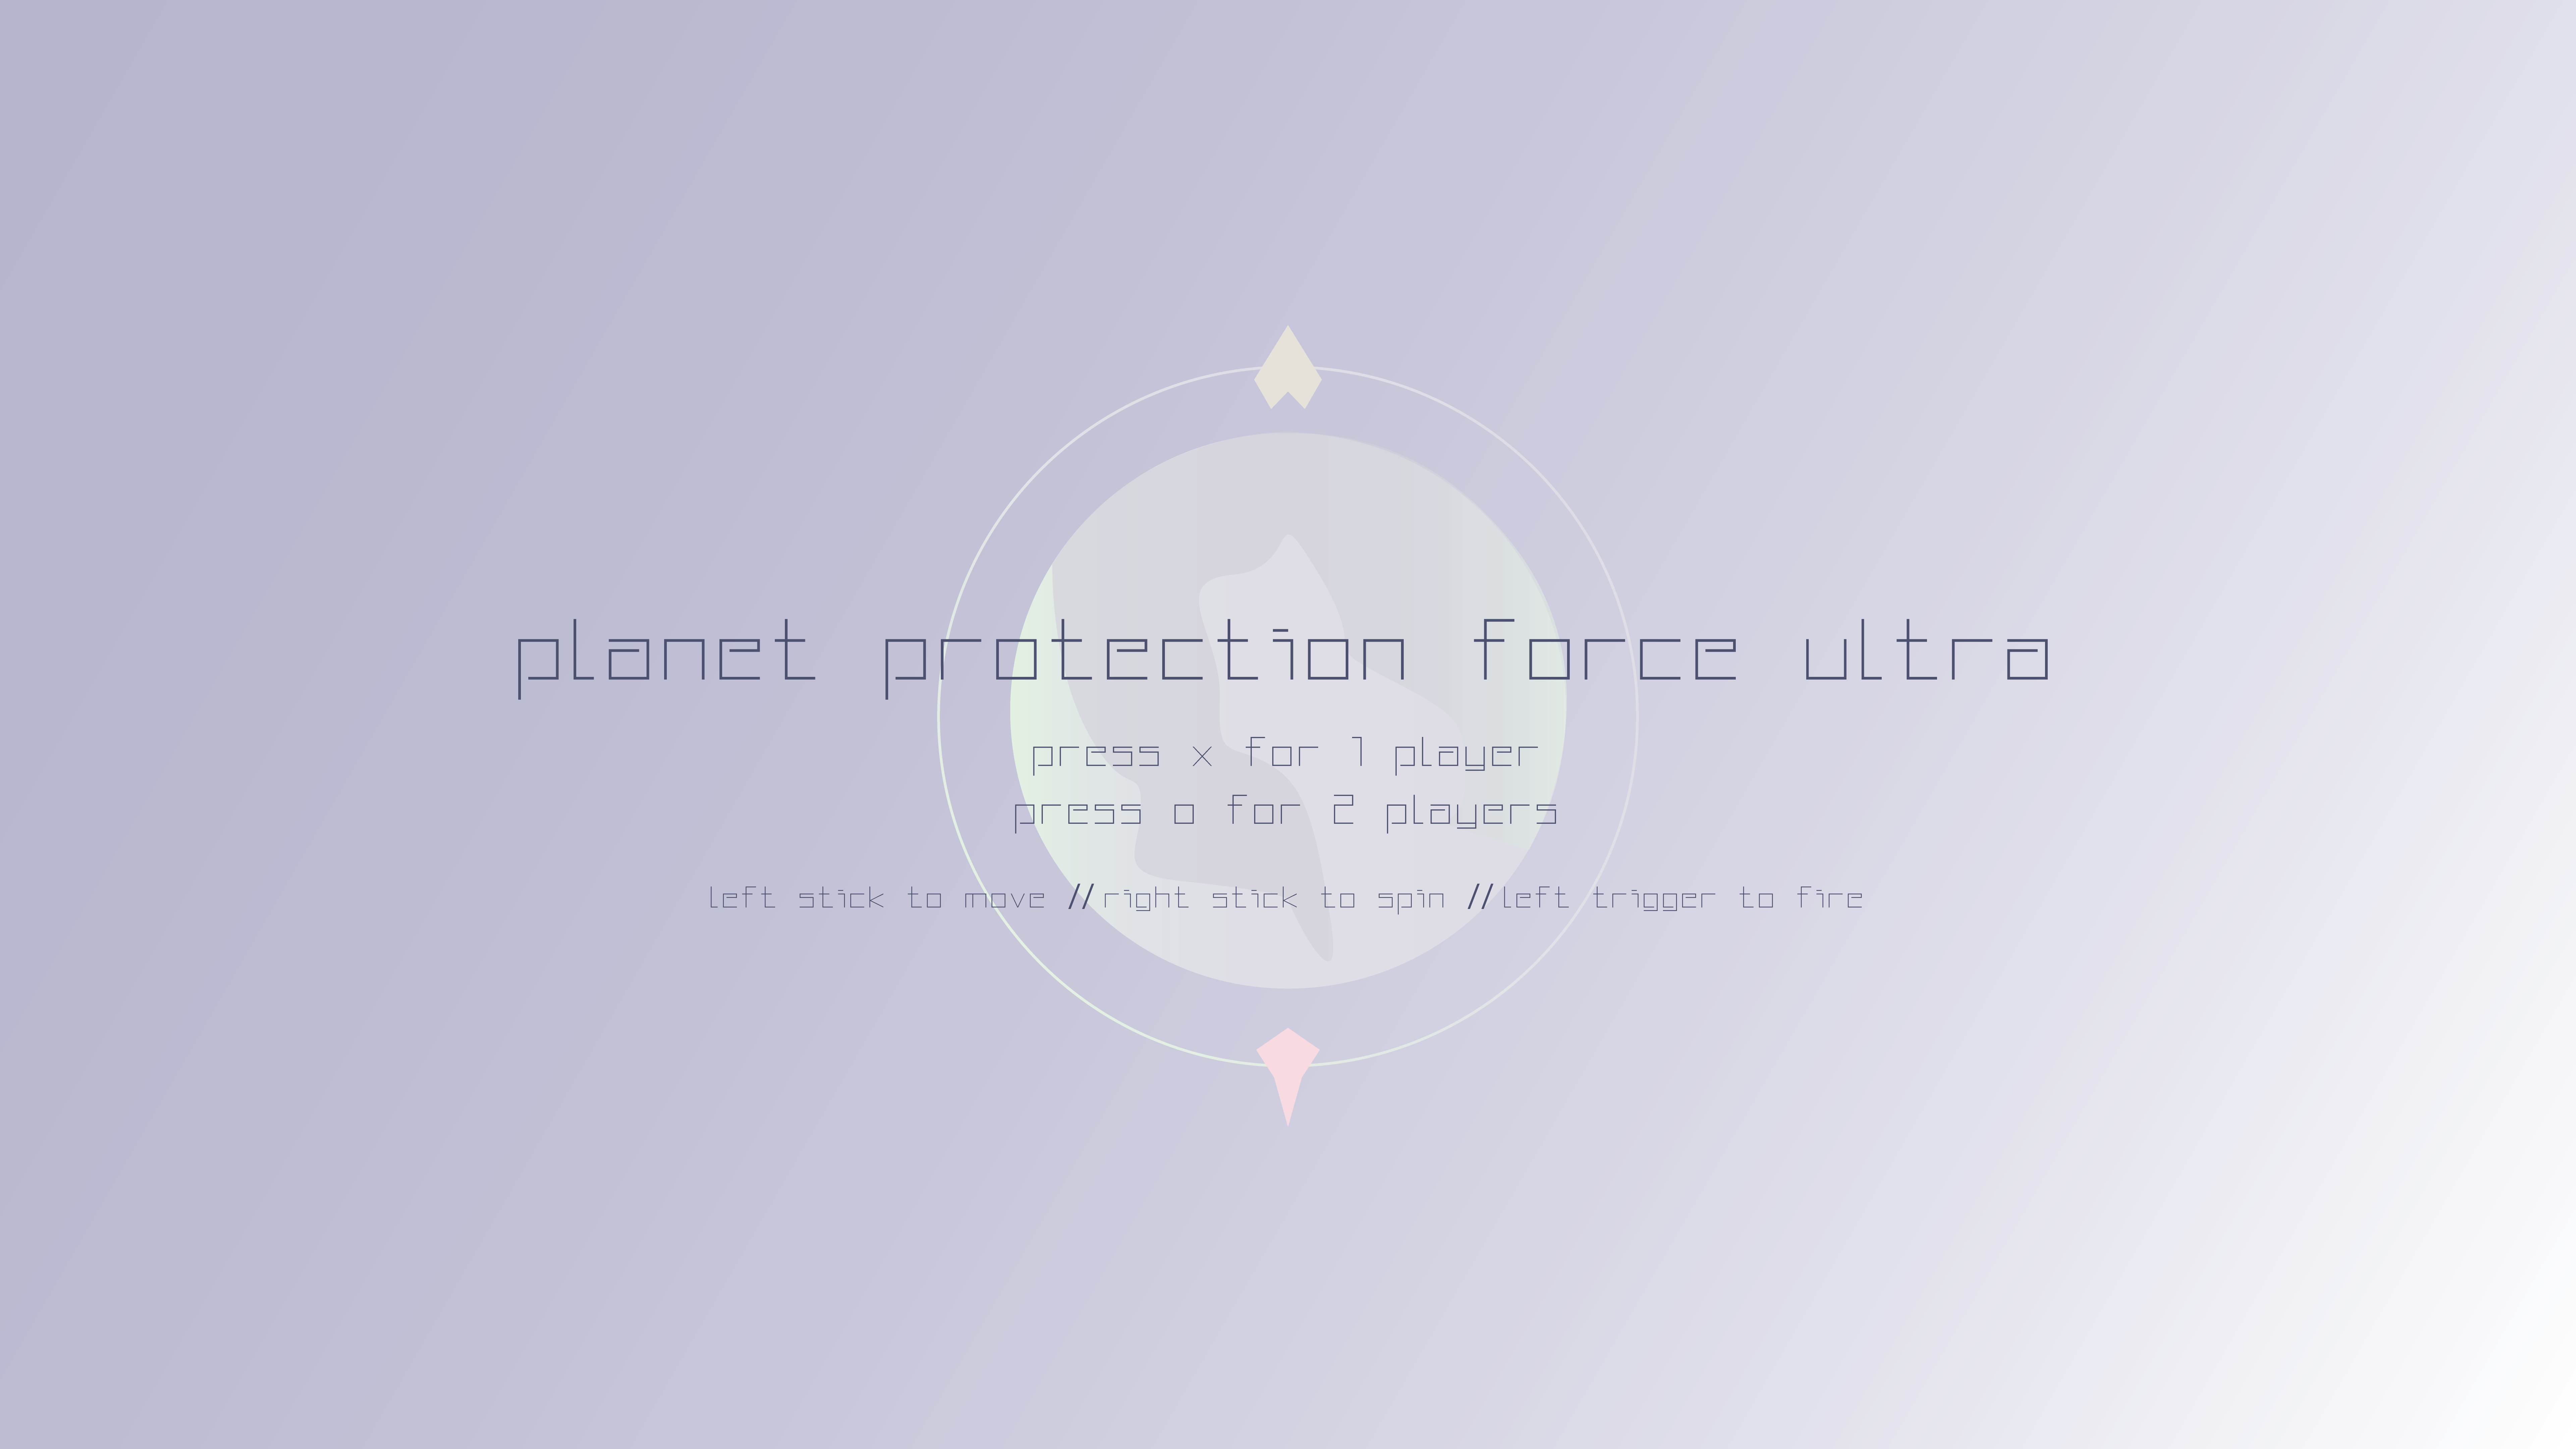 planet protection force ultra
press x for 1 player
press o for 2 players
left stick to move // right stick to spin // left trigger to fire